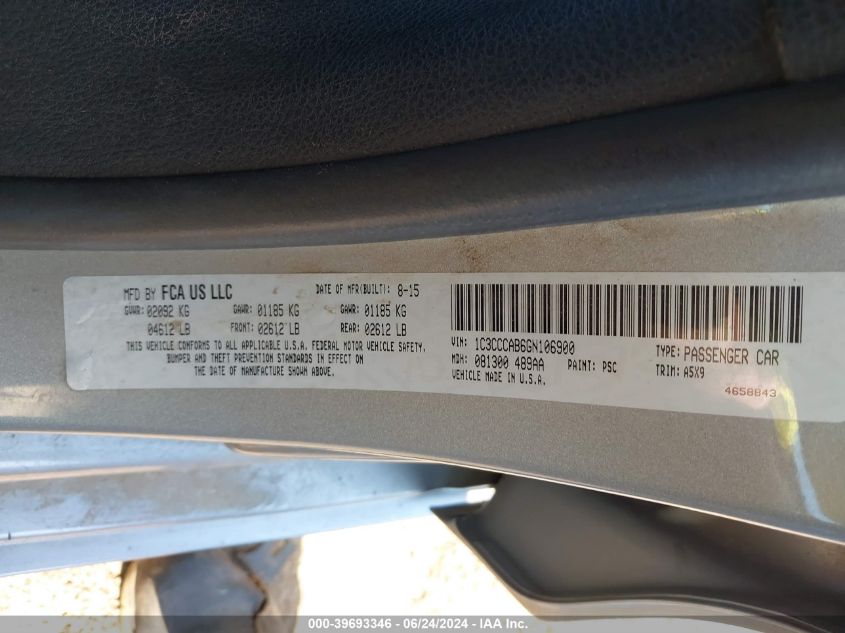 MFD BY FCA US LLC DATE OF MFR(BUILT): 8-15
GVWR: 02092 KG GAWR: 01185 KG GAWR: 01185 KG
04612 LB FRONT: 02612 LB REAR: 02612 LB
THIS VEHICLE CONFORMS TO ALL APPLICABLE U.S.A. FEDERAL MOTOR VEHICLE SAFETY,
BUMPER AND THEFT PREVENTION STANDARDS IN EFFECT ON
THE DATE OF MANUFACTURE SHOWN ABOVE.
VIN: 1C3CCCAB6GN106900 TYPE: PASSENGER CAR
MDH: 081300 489AA PAINT: PSC TRIM: A5X9
VEHICLE MADE IN U.S.A. 4658843
000-39693346 - 06/24/2024 - IAA Inc.